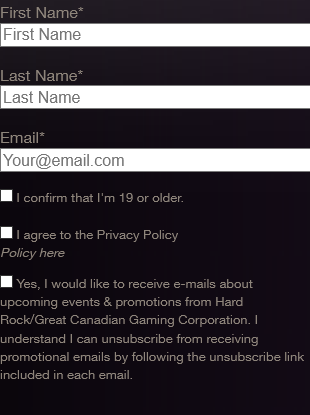 First Name*
First Name
Last Name*
Last Name
Email*
Your@email.com
I confirm that I'm 19 or older.
I agree to the Privacy Policy
Policy here
Yes, I would like to receive e-mails about
upcoming events & promotions from Hard
Rock/Great Canadian Gaming Corporation. I
understand I can unsubscribe from receiving
promotional emails by following the unsubscribe link
included in each email.